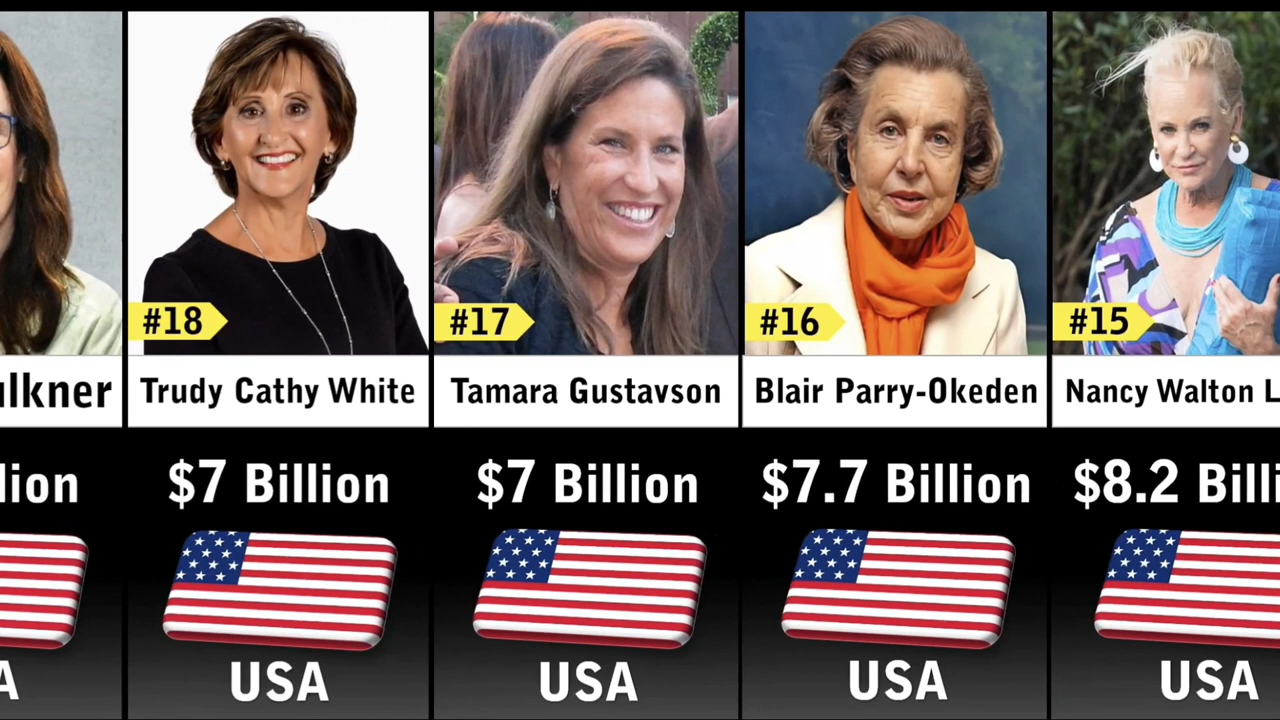 #18
#17
#16
#15
ulkner
Trudy Cathy White
Tamara Gustavson
Blair Parry-Okeden
Nancy Walton L
lion
$7 Billion
$7 Billion
$7.7 Billion
$8.2 Billi
A
USA
USA
USA
USA